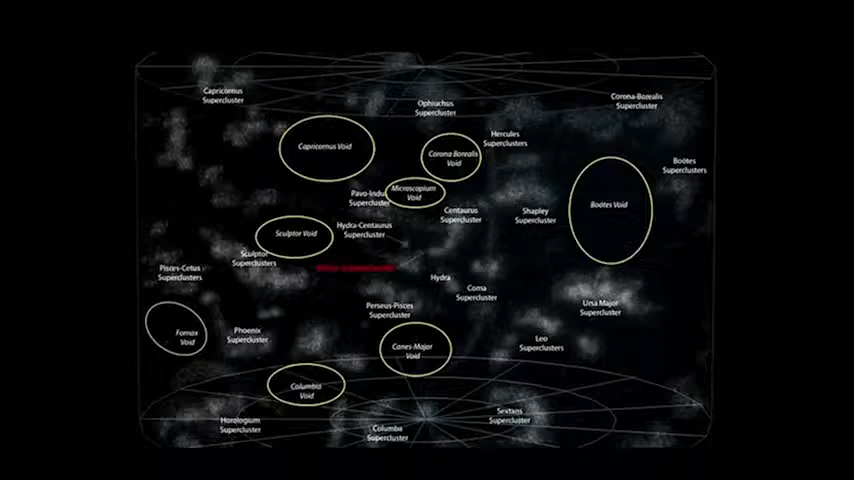 Capricornus
Supercluster
Ophiuchus
Supercluster
Corona-Borealis
Supercluster
Hercules
Superclusters
Capricornus Void
Corona Borealis
Void
Boötes
Superclusters
Pavo-Indus
Supercluster
Microscopium
Void
Centaurus
Supercluster
Shapley
Supercluster
Boötes Void
Sculptor Void
Hydra-Centaurus
Supercluster
Sculptor
Superclusters
Pisces-Cetus
Superclusters
Hydra
Coma
Supercluster
Perseus-Pisces
Supercluster
Ursa Major
Supercluster
Fornax
Void
Phoenix
Supercluster
Canes-Major
Void
Leo
Superclusters
Columbia
Void
Horologium
Supercluster
Columba
Supercluster
Sextans
Supercluster